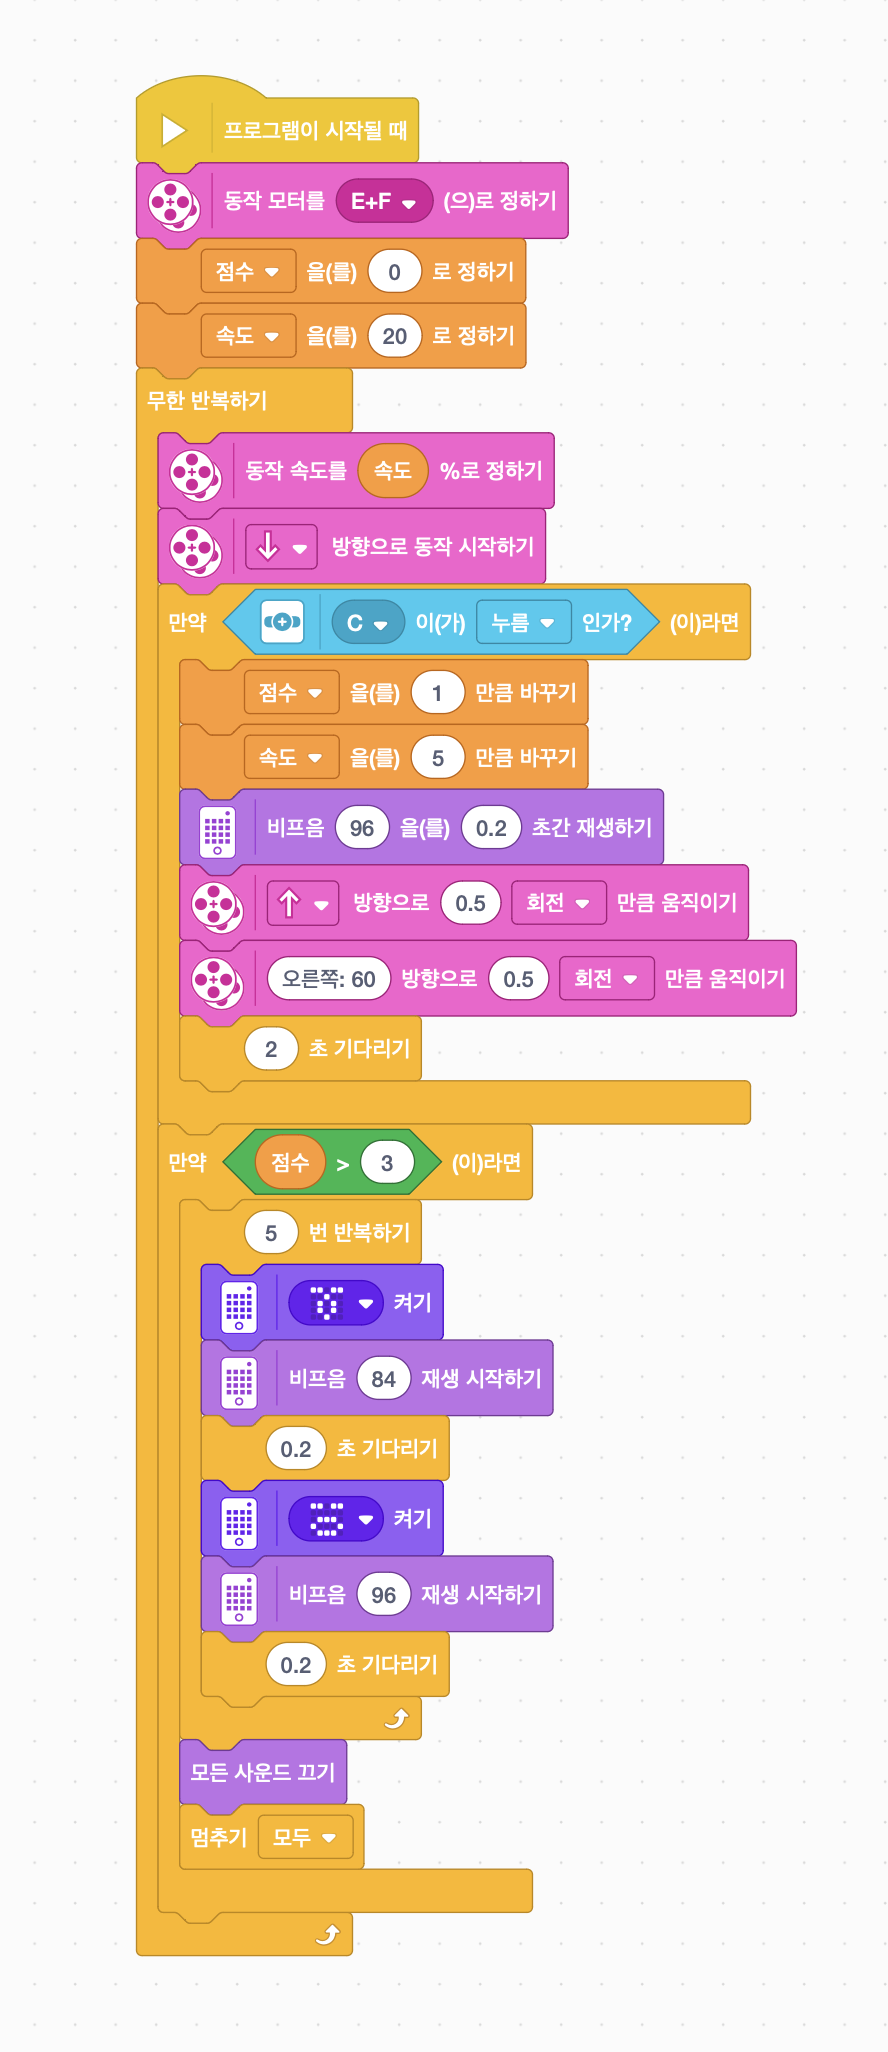 프로그램이 시작될 때
동작 모터를 E+F (으)로 정하기
점수 을(를) 0 로 정하기
속도 을(를) 20 로 정하기
무한 반복하기
동작 속도를 속도 %로 정하기
방향으로 동작 시작하기
만약 C 이(가) 누름 인가? (이)라면
점수 을(를) 1 만큼 바꾸기
속도 을(를) 5 만큼 바꾸기
비프음 96 을(를) 0.2 초간 재생하기
방향으로 0.5 회전 만큼 움직이기
오른쪽: 60 방향으로 0.5 회전 만큼 움직이기
2 초 기다리기
만약 점수 > 3 (이)라면
5 번 반복하기
켜기
비프음 84 재생 시작하기
0.2 초 기다리기
켜기
비프음 96 재생 시작하기
0.2 초 기다리기
모든 사운드 끄기
멈추기 모두